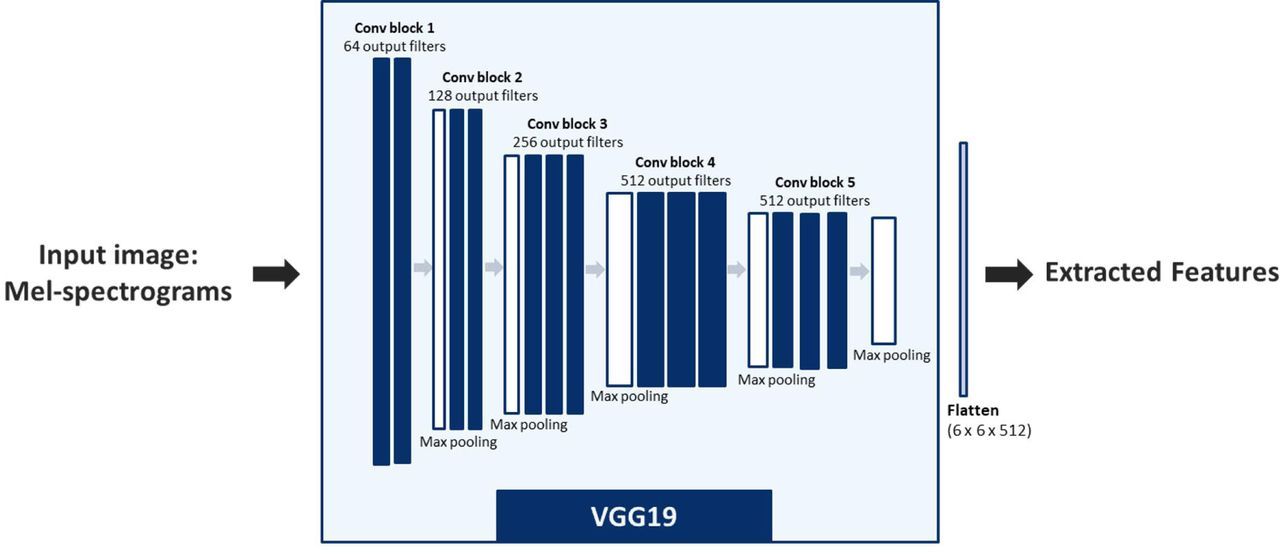 Conv block 1
64 output filters
Conv block 2
128 output filters
Conv block 3
256 output filters
Conv block 4
512 output filters
Conv block 5
512 output filters
Input image:
Mel-spectrograms
Extracted Features
Max pooling
Max pooling
Max pooling
Max pooling
Max pooling
Flatten
(6 x 6 x 512)
VGG19